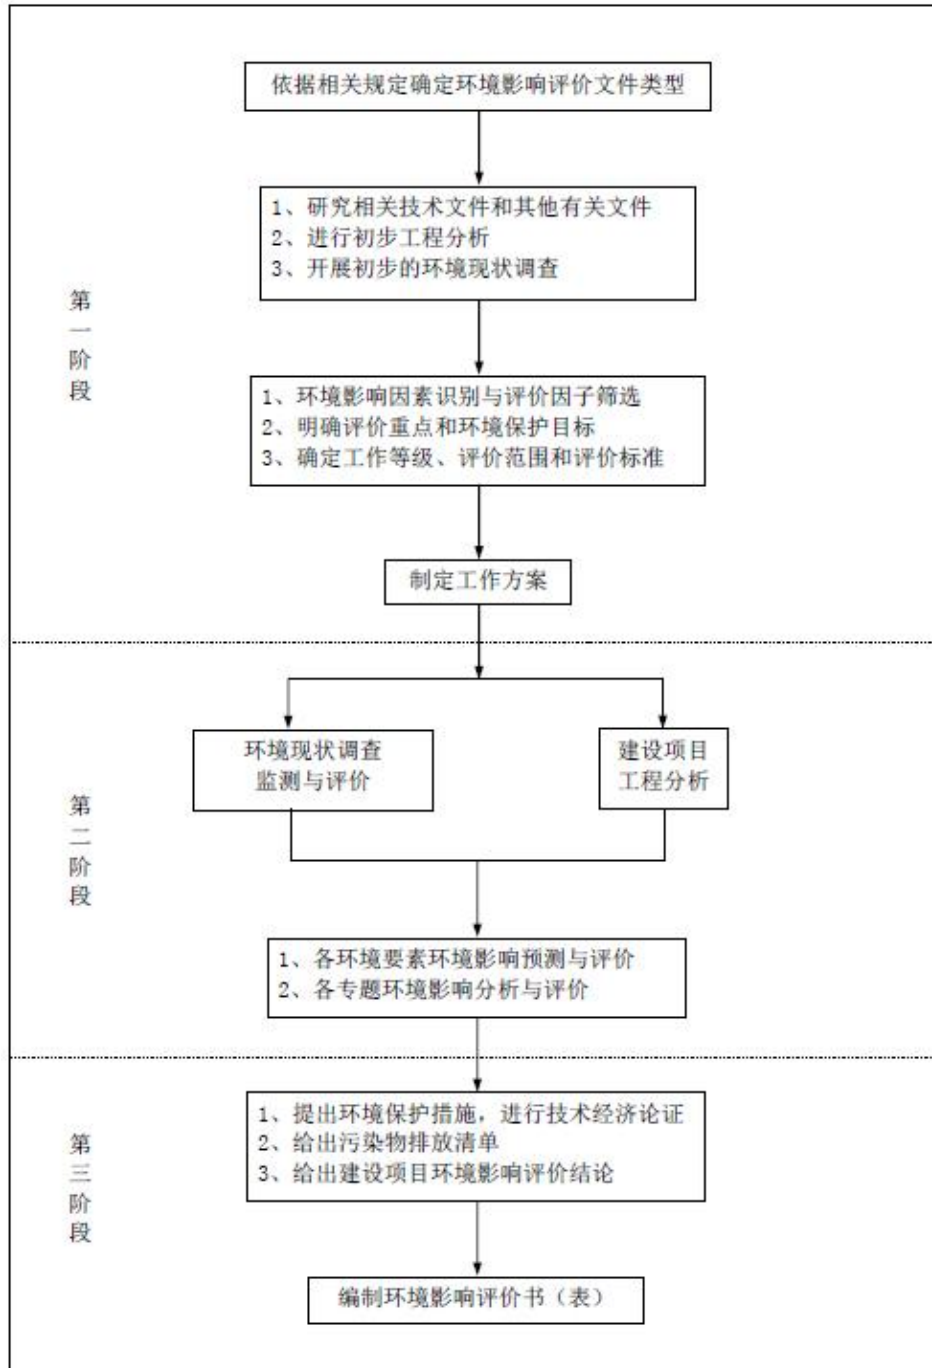 依据相关规定确定环境影响评价文件类型
1、研究相关技术文件和其他有关文件
2、进行初步工程分析
3、开展初步的环境现状调查
第一阶段
1、环境影响因素识别与评价因子筛选
2、明确评价重点和环境保护目标
3、确定工作等级、评价范围和评价标准
制定工作方案
环境现状调查
监测与评价
建设项目
工程分析
第二阶段
1、各环境要素环境影响预测与评价
2、各专题环境影响分析与评价
1、提出环境保护措施，进行技术经济论证
2、给出污染物排放清单
3、给出建设项目环境影响评价结论
第三阶段
编制环境影响评价书（表）